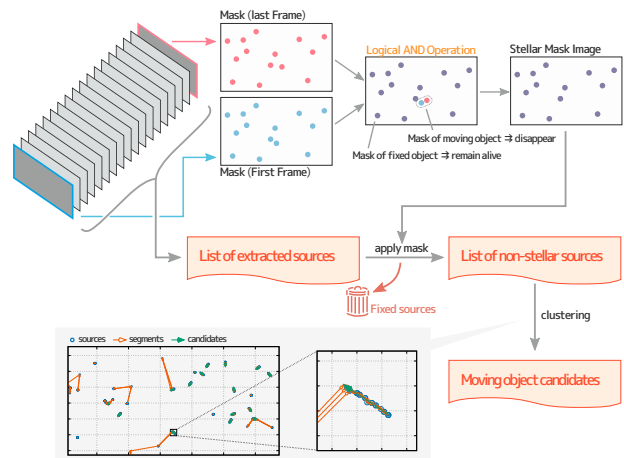 Mask (last Frame)
Logical AND Operation
Stellar Mask Image
Mask of moving object ⇉ disappear
Mask of fixed object ⇉ remain alive
Mask (First Frame)
List of extracted sources
apply mask
List of non-stellar sources
Fixed sources
clustering
sources segments candidates
Moving object candidates